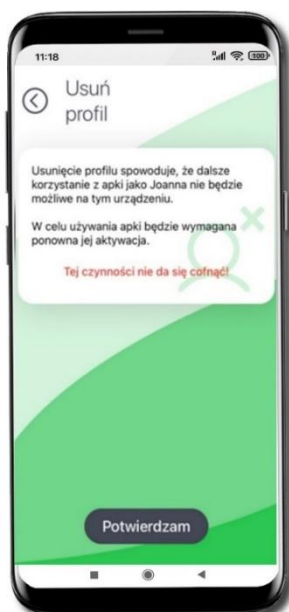 11:18
100
Usuń
profil
Usunięcie profilu spowoduje, że dalsze
korzystanie z apki jako Joanna nie będzie
możliwe na tym urządzeniu.
W celu używania apki będzie wymagana
ponowna jej aktywacja.
Tej czynności nie da się cofnąć!
Potwierdzam